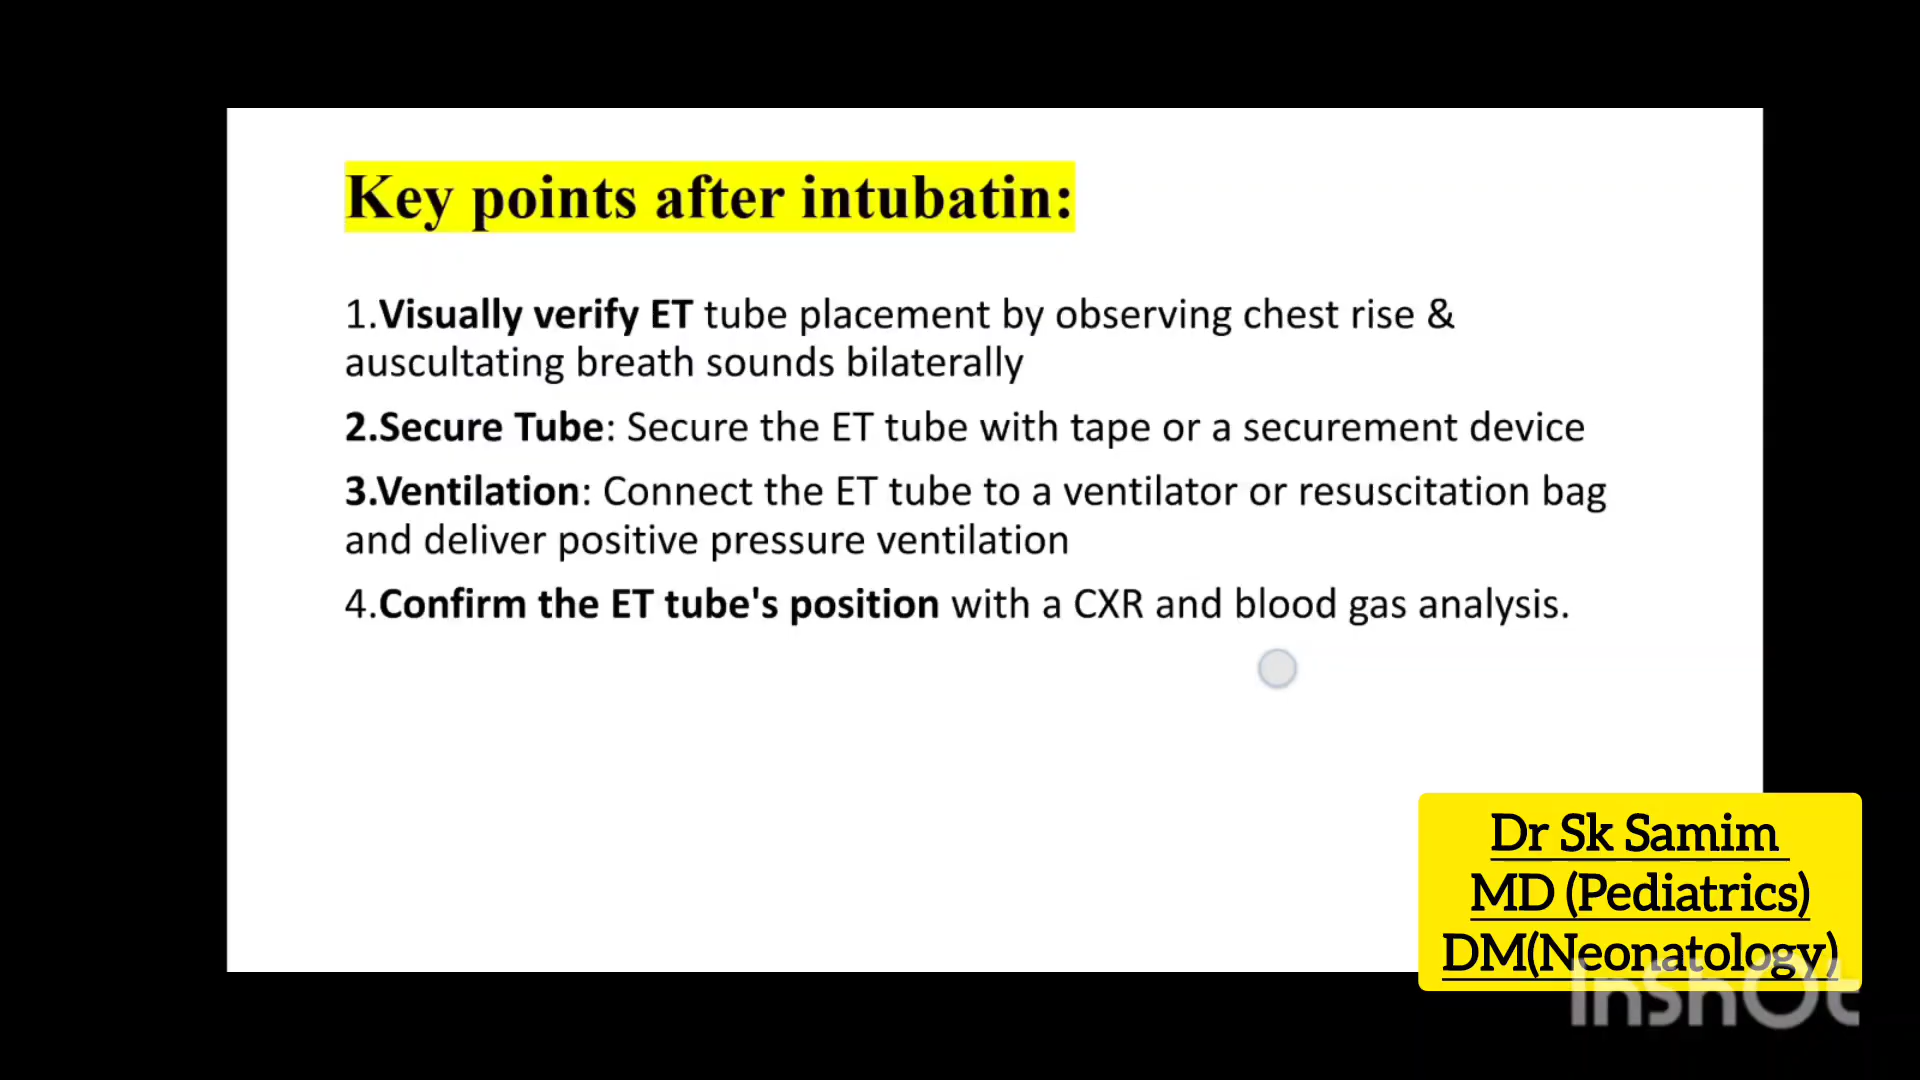 Key points after intubatin:
1.Visually verify ET tube placement by observing chest rise &
auscultating breath sounds bilaterally
2.Secure Tube: Secure the ET tube with tape or a securement device
3.Ventilation: Connect the ET tube to a ventilator or resuscitation bag
and deliver positive pressure ventilation
4.Confirm the ET tube's position with a CXR and blood gas analysis.
Dr Sk Samim
MD (Pediatrics)
DM(Neonatology)
InShOt